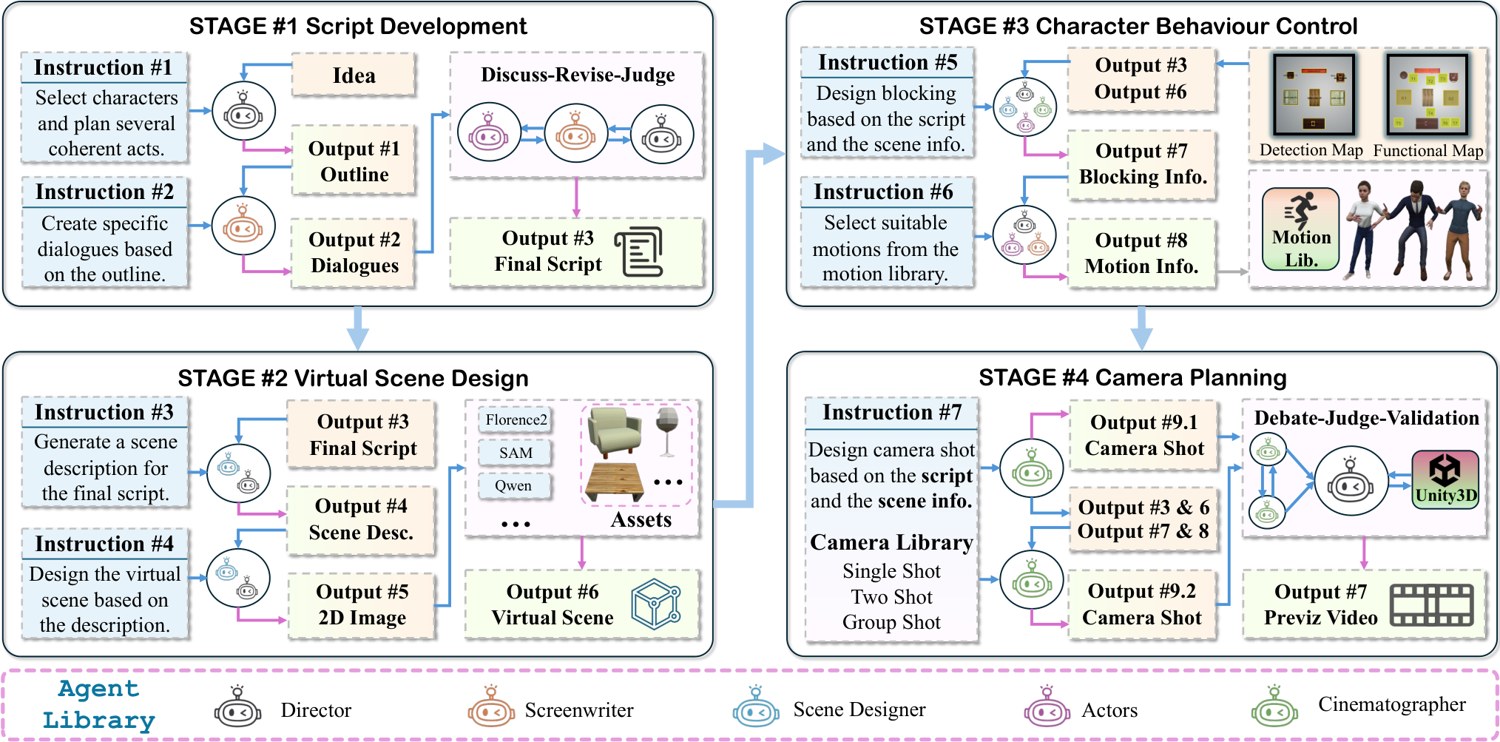 STAGE #1 Script Development
Instruction #1
Select characters
and plan several
coherent acts.
Instruction #2
Create specific
dialogues based
on the outline.
Idea
Output #1
Outline
Output #2
Dialogues
Discuss-Revise-Judge
Output #3
Final Script
STAGE #2 Virtual Scene Design
Instruction #3
Generate a scene
description for
the final script.
Instruction #4
Design the virtual
scene based on
the description.
Output #3
Final Script
Output #4
Scene Desc.
Output #5
2D Image
Florence2
SAM
Qwen
...
...
Assets
Output #6
Virtual Scene
STAGE #3 Character Behaviour Control
Instruction #5
Design blocking
based on the script
and the scene info.
Instruction #6
Select suitable
motions from the
motion library.
Output #3
Output #6
Output #7
Blocking Info.
Output #8
Motion Info.
Detection Map
Functional Map
Motion
Lib.
STAGE #4 Camera Planning
Instruction #7
Design camera shot
based on the script
and the scene info.
Camera Library
Single Shot
Two Shot
Group Shot
Output #9.1
Camera Shot
Output #3 & 6
Output #7 & 8
Output #9.2
Camera Shot
Debate-Judge-Validation
Unity3D
Output #7
Previz Video
Agent
Library
Director
Screenwriter
Scene Designer
Actors
Cinematographer